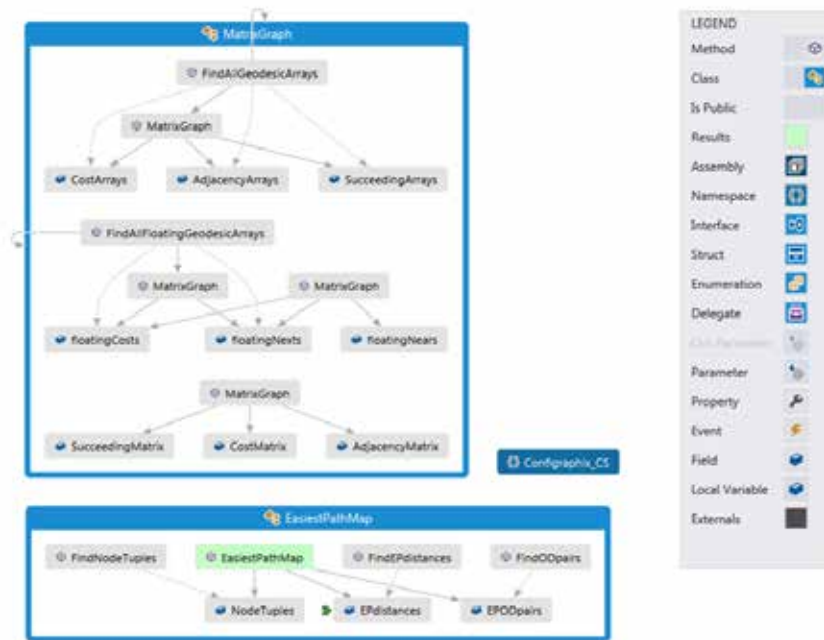 MatrixGraph
FindAllGeodesicArrays
MatrixGraph
CostArrays AdjacencyArrays SucceedingArrays
FindAllFloatingGeodesicArrays
MatrixGraph MatrixGraph
floatingCosts floatingNexts floatingNears
MatrixGraph
SucceedingMatrix CostMatrix AdjacencyMatrix
Configraphix_CS
EasiestPathMap
FindNodeTuples EasiestPathMap FindEPdistances FindODpairs
NodeTuples EPdistances EPODpairs
LEGEND
Method
Class
Is Public
Results
Assembly
Namespace
Interface
Struct
Enumeration
Delegate
Parameter
Property
Event
Field
Local Variable
Externals